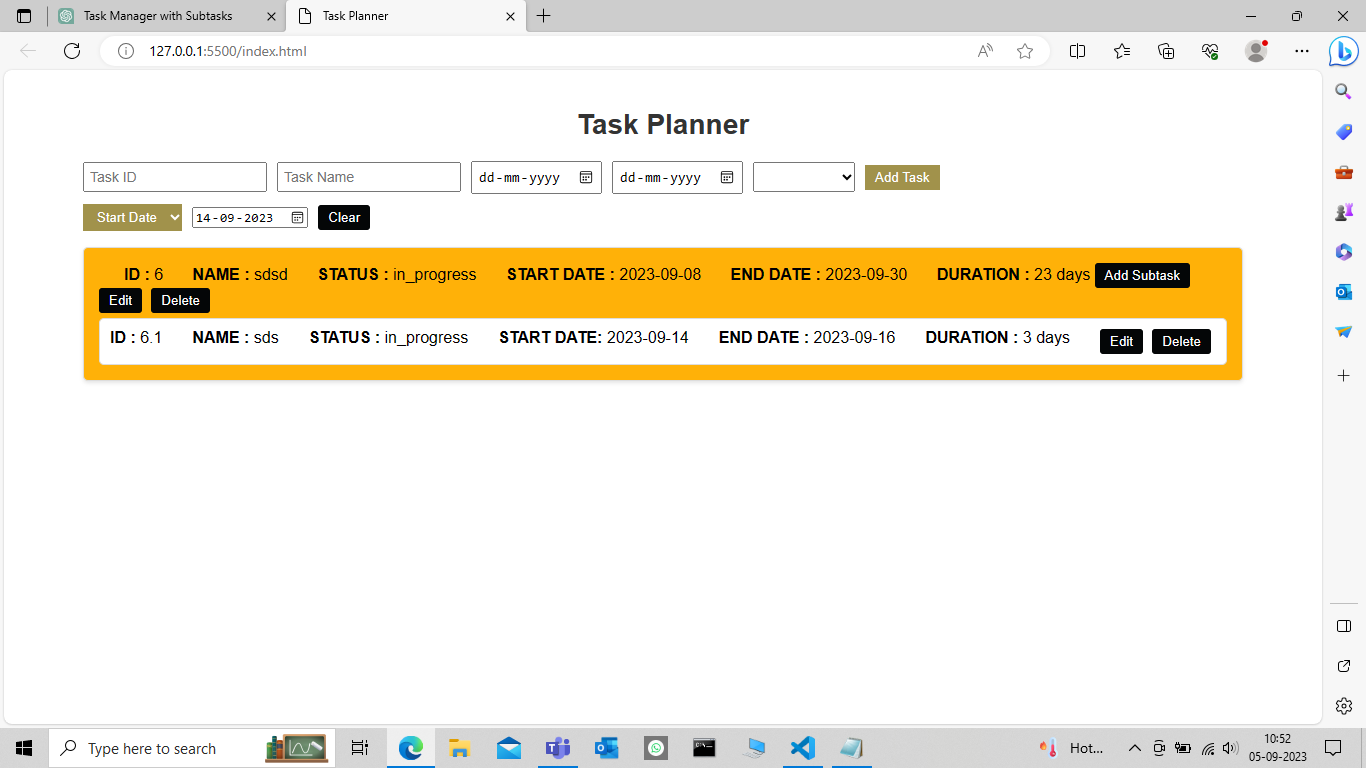 Task Manager with Subtasks
Task Planner
127.0.0.1:5500/index.html
Task Planner
Task ID Task Name dd-mm-yyyy dd-mm-yyyy Add Task
Start Date 14-09-2023 Clear
ID : 6 NAME : sdsd STATUS : in_progress START DATE : 2023-09-08 END DATE : 2023-09-30 DURATION : 23 days Add Subtask
Edit Delete
ID : 6.1 NAME : sds STATUS : in_progress START DATE: 2023-09-14 END DATE : 2023-09-16 DURATION : 3 days Edit Delete
Type here to search
Hot...
10:52
05-09-2023